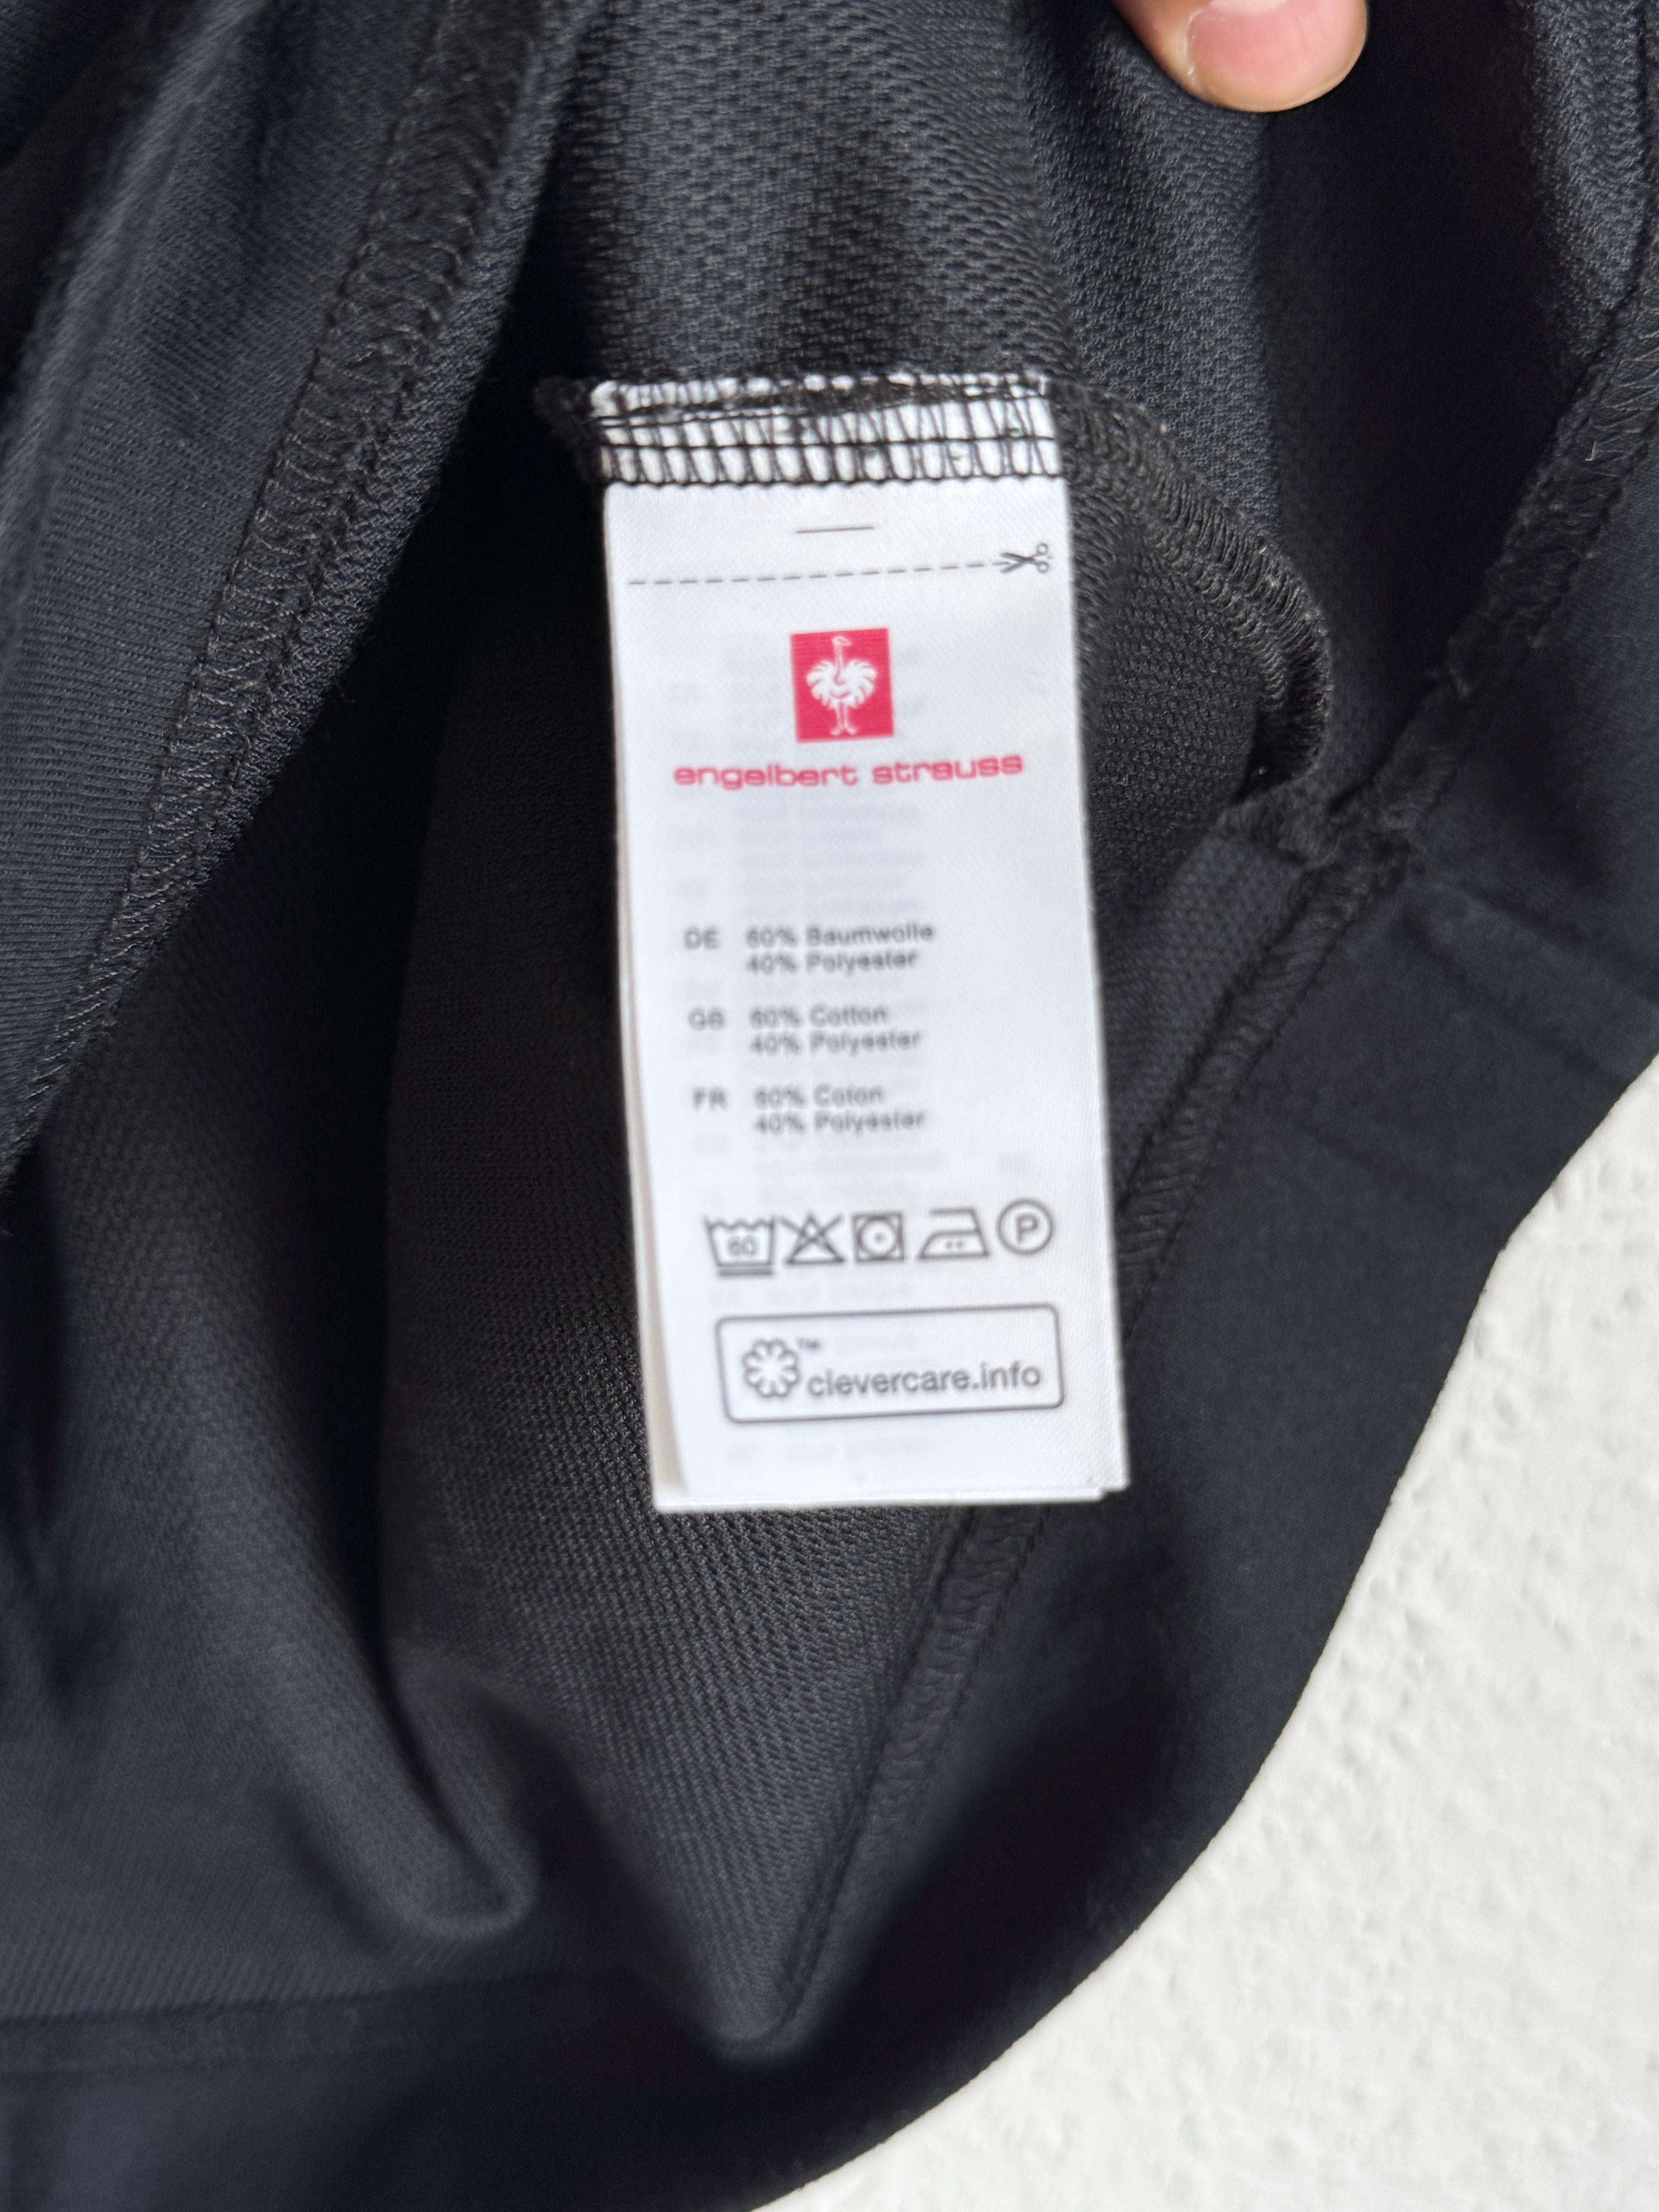 engelbert strauss
DE 60% Baumwolle
40% Polyester
GB 60% Cotton
40% Polyester
FR 60% Coton
40% Polyester
60 P
™
clevercare.info